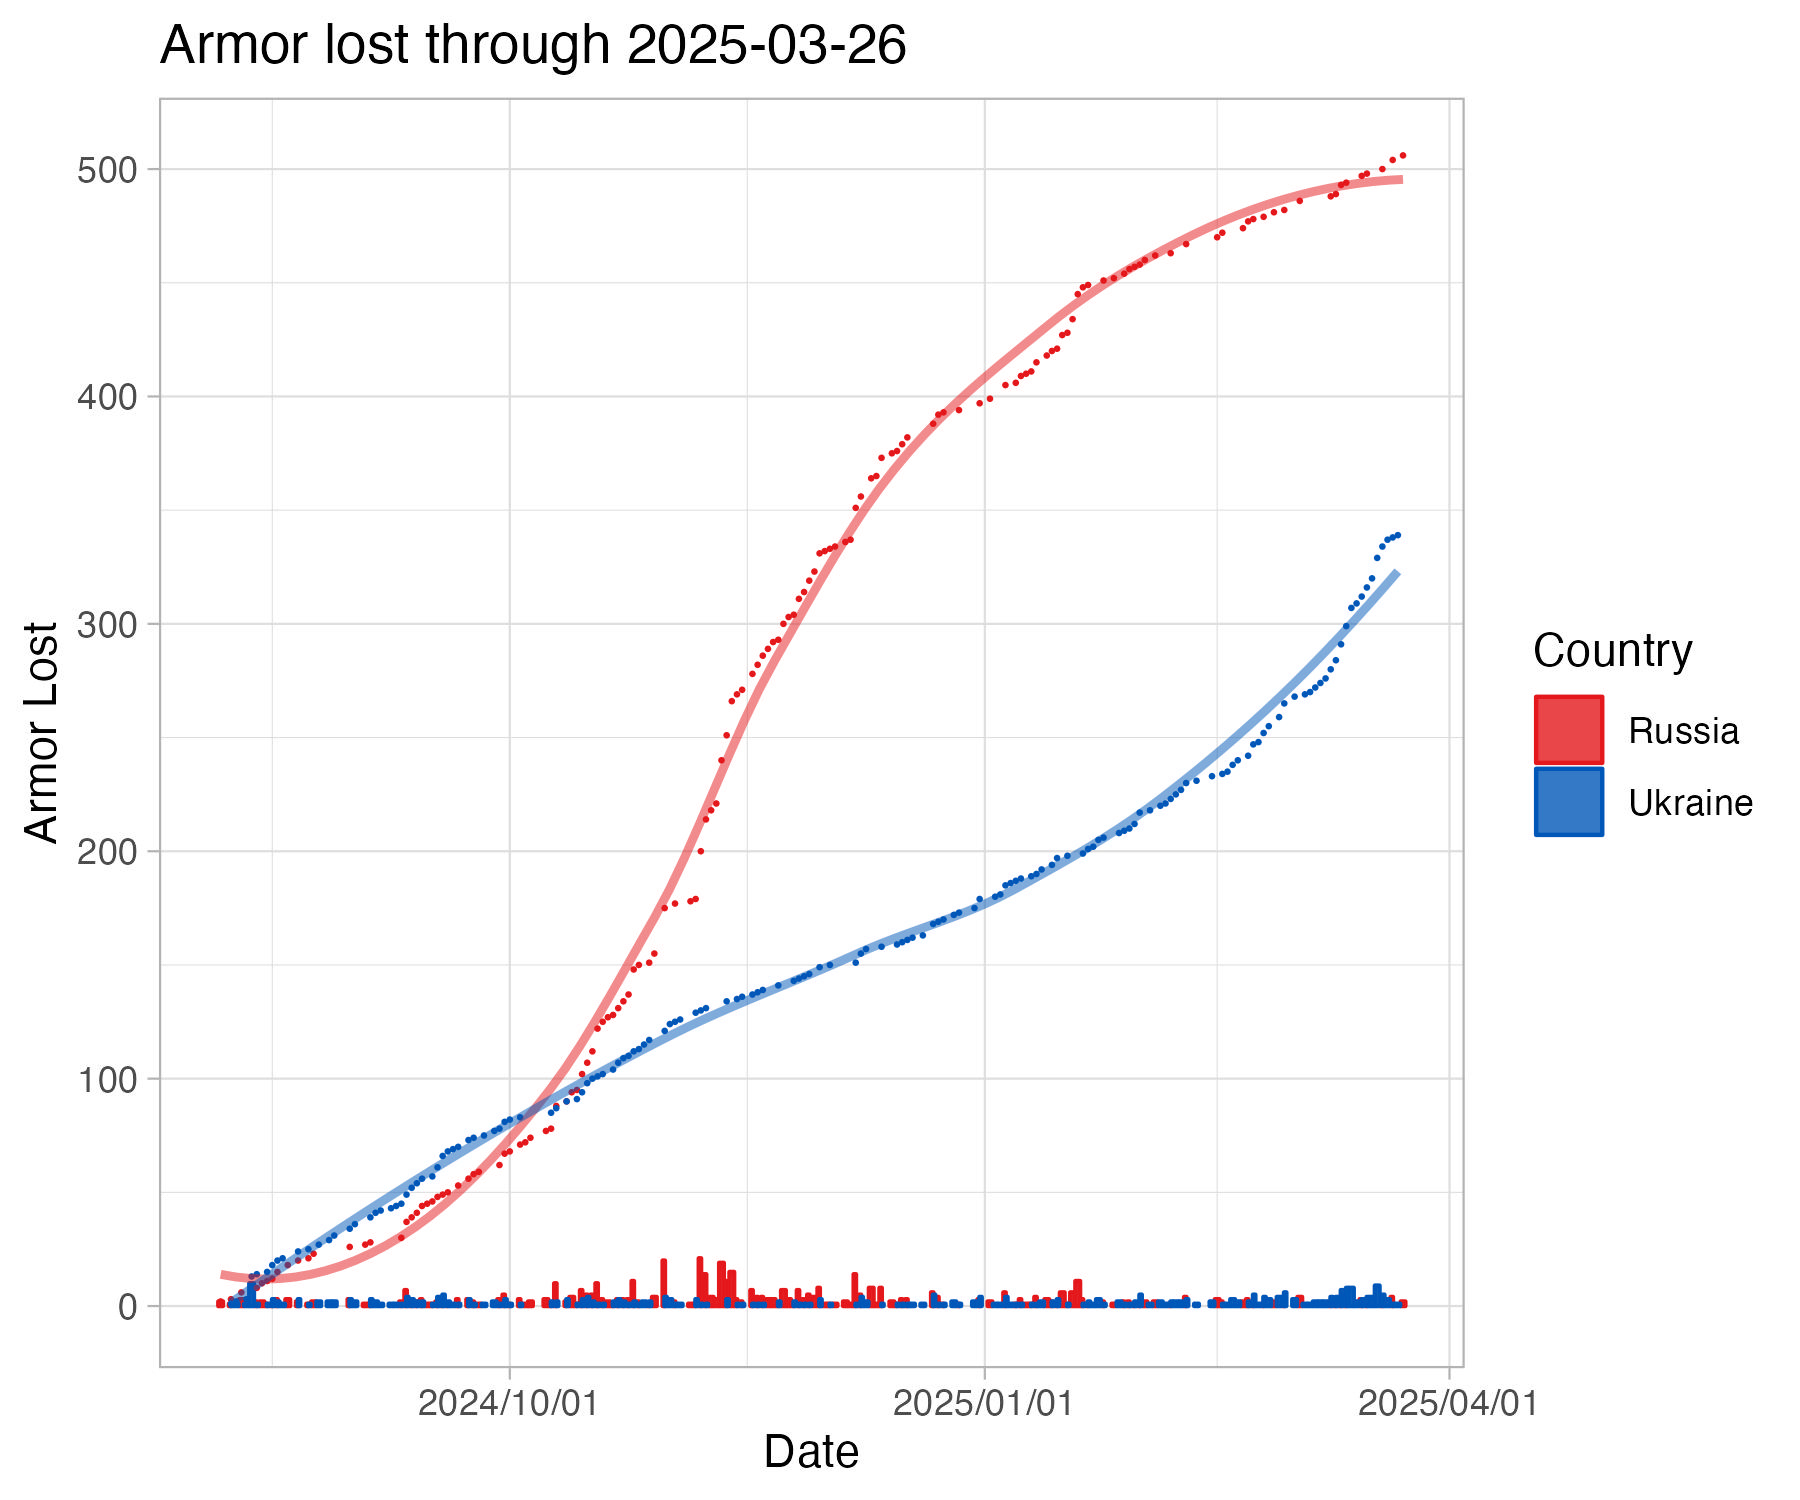 Armor lost through 2025-03-26
500
400
300
200
100
0
Armor Lost
2024/10/01
2025/01/01
2025/04/01
Date
Country
Russia
Ukraine